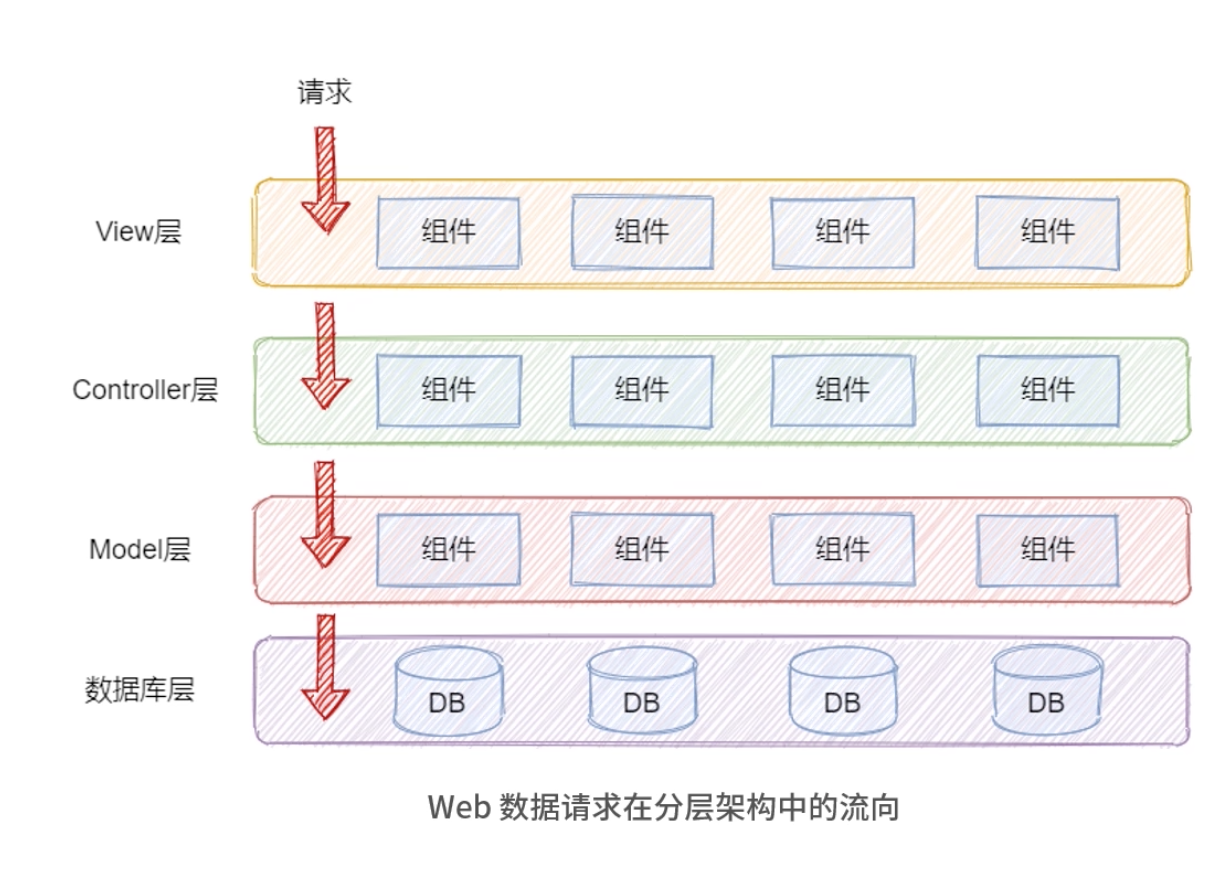 请求
View层
组件 组件 组件 组件
Controller层
组件 组件 组件 组件
Model层
组件 组件 组件 组件
数据库层
DB DB DB DB
Web 数据请求在分层架构中的流向